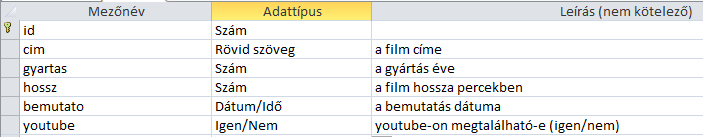 Mezőnév Adattípus Leírás (nem kötelező)
id Szám
cim Rövid szöveg a film címe
gyartas Szám a gyártás éve
hossz Szám a film hossza percekben
bemutato Dátum/Idő a bemutatás dátuma
youtube Igen/Nem youtube-on megtalálható-e (igen/nem)